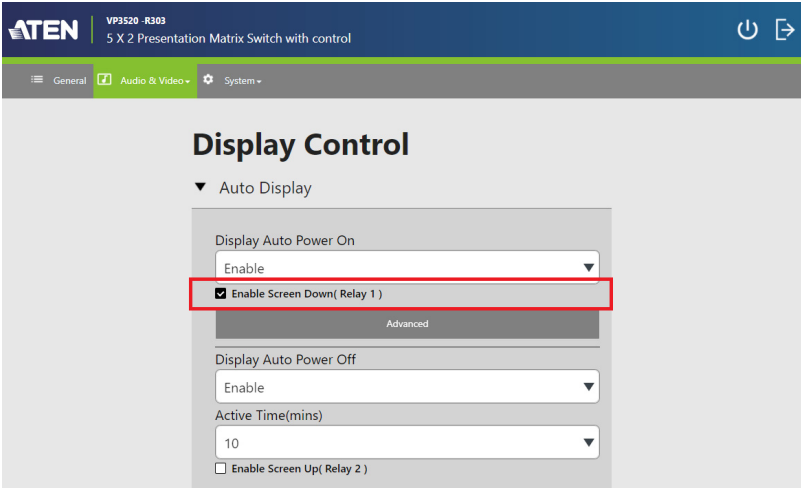 ATEN
VP3520 -R303
5 X 2 Presentation Matrix Switch with control
General
Audio & Video
System
Display Control
Auto Display
Display Auto Power On
Enable
Enable Screen Down( Relay 1 )
Advanced
Display Auto Power Off
Enable
Active Time(mins)
10
Enable Screen Up( Relay 2 )